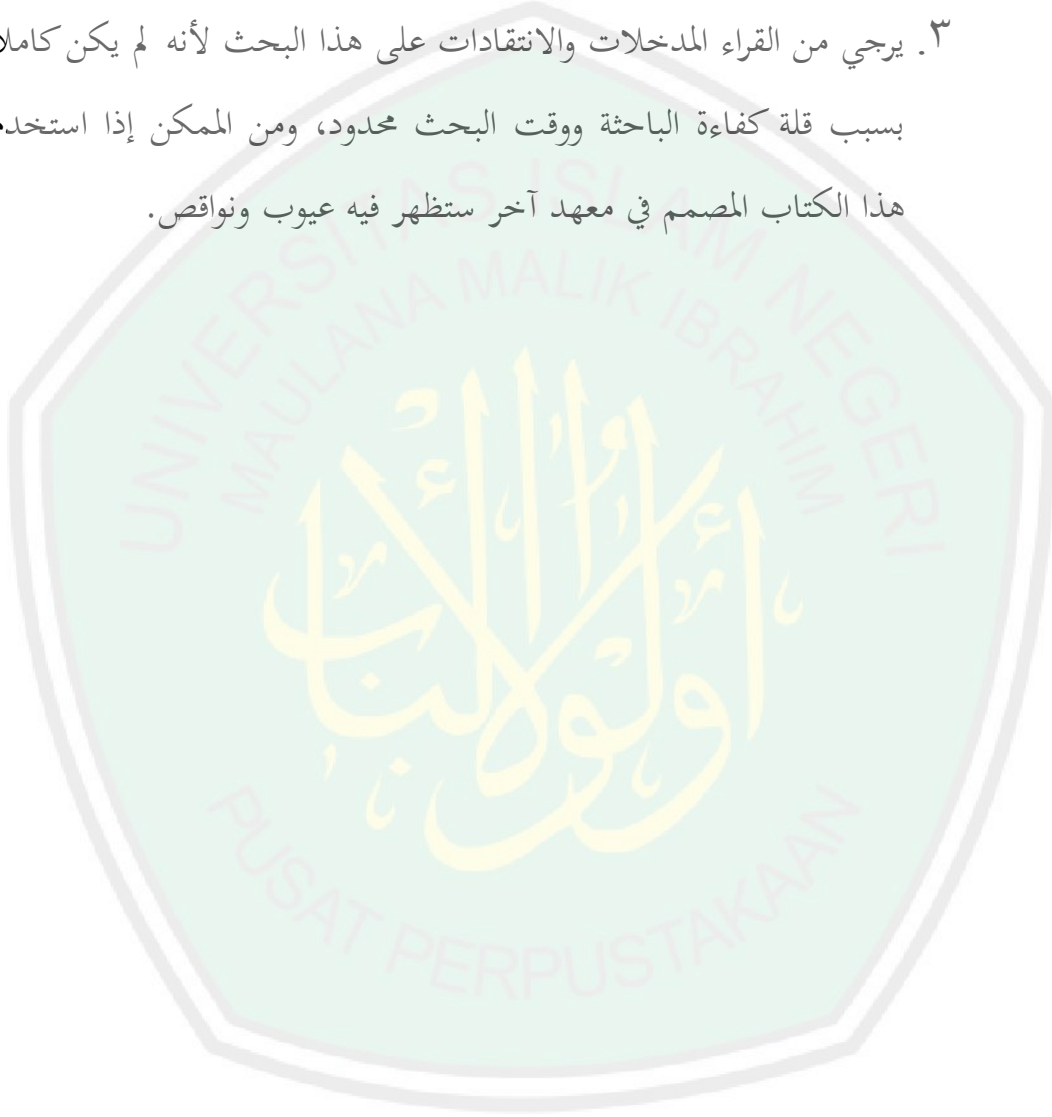 ٣. يرجي من القراء المدخلات والانتقادات على هذا البحث لأنه لم يكن كاملا
بسبب قلة كفاءة الباحثة ووقت البحث محدود، ومن الممكن إذا استخدم
هذا الكتاب المصمم في معهد آخر ستظهر فيه عيوب ونواقص.
UNIVERSITAS ISLAM NEGERI
MAULANA MALIK IBRAHIM
أولوا الألباب
PUSAT PERPUSTAKAAN